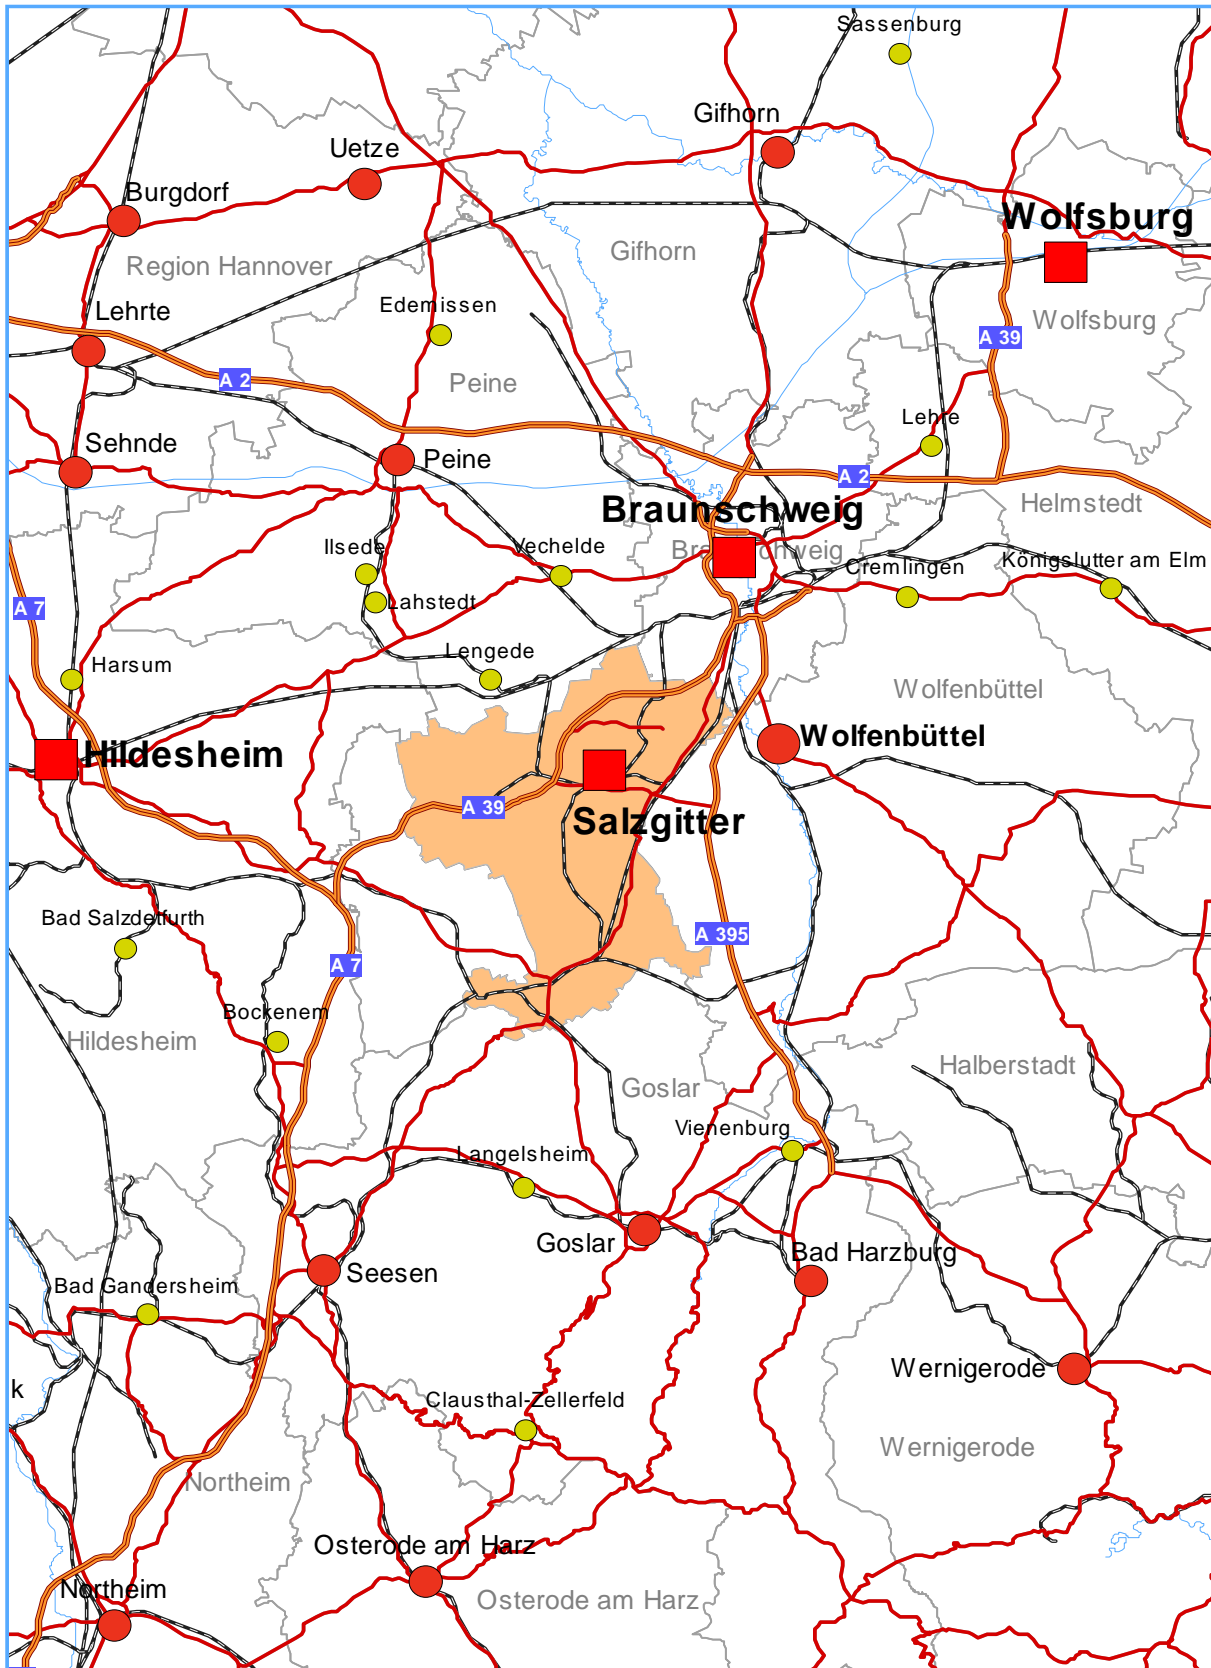 Sassenburg
Gifhorn
Uetze
Burgdorf
Wolfsburg
Gifhorn
Region Hannover
Lehrte
Edemissen
Wolfsburg
A 39
A 2
Peine
Lehre
Sehnde
Peine
A 2
Helmstedt
Braunschweig
Braunschweig
Ilsede
Vechelde
Cremlingen
Königslutter am Elm
A 7
Lahstedt
Harsum
Lengede
Wolfenbüttel
Hildesheim
Wolfenbüttel
A 39
Salzgitter
Bad Salzdetfurth
A 395
A 7
Bockenem
Hildesheim
Halberstadt
Goslar
Vienenburg
Langelsheim
Goslar
Bad Harzburg
Seesen
Bad Gandersheim
Wernigerode
k
Clausthal-Zellerfeld
Wernigerode
Northeim
Osterode am Harz
Northeim
Osterode am Harz